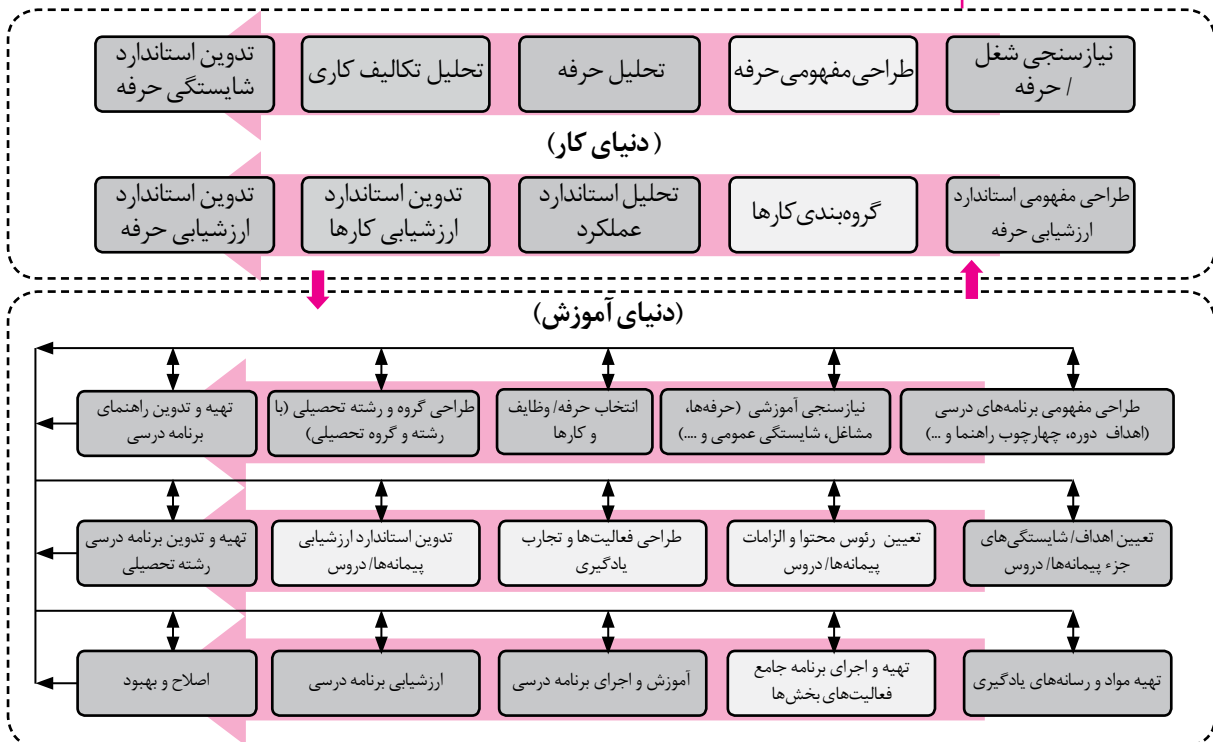 نیازسنجی شغل
/ حرفه
طراحی مفهومی حرفه
تحلیل حرفه
تحلیل تکالیف کاری
تدوین استاندارد
شایستگی حرفه
(دنیای کار)
طراحی مفهومی استاندارد
ارزشیابی حرفه
گروه‌بندی کارها
تحلیل استاندارد
عملکرد
تدوین استاندارد
ارزشیابی کارها
تدوین استاندارد
ارزشیابی حرفه
(دنیای آموزش)
طراحی مفهومی برنامه‌های درسی
(اهداف دوره، چهارچوب راهنما و ...)
نیازسنجی آموزشی (حرفه‌ها،
مشاغل، شایستگی عمومی و ....)
انتخاب حرفه/ وظایف
و کارها
طراحی گروه و رشته تحصیلی (با
رشته و گروه تحصیلی)
تهیه و تدوین راهنمای
برنامه درسی
تعیین اهداف/ شایستگی‌های
جزء پیمانه‌ها/ دروس
تعیین رئوس محتوا و الزامات
پیمانه‌ها/ دروس
طراحی فعالیت‌ها و تجارب
یادگیری
تدوین استاندارد ارزشیابی
پیمانه‌ها/ دروس
تهیه و تدوین برنامه درسی
رشته تحصیلی
تهیه مواد و رسانه‌های یادگیری
تهیه و اجرای برنامه جامع
فعالیت‌های بخش‌ها
آموزش و اجرای برنامه درسی
ارزشیابی برنامه درسی
اصلاح و بهبود